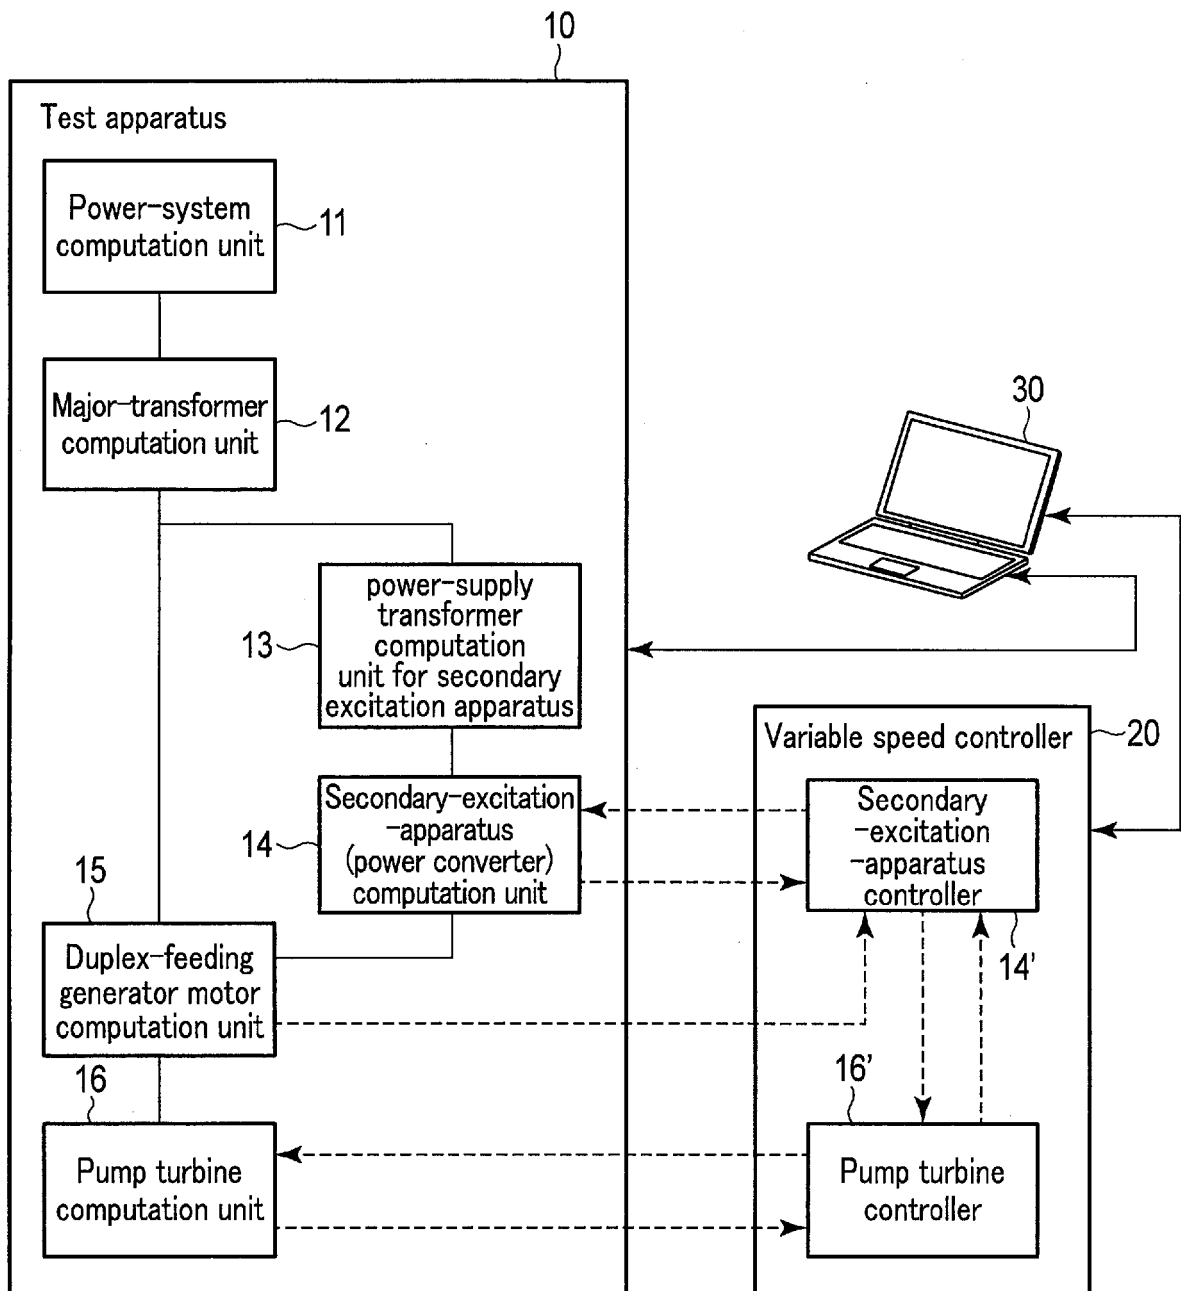 10
Test apparatus
Power-system
computation unit
11
Major-transformer
computation unit
12
30
power-supply
transformer
computation
unit for secondary
excitation apparatus
13
Variable speed controller
20
Secondary-excitation
-apparatus
(power converter)
computation unit
14
Secondary
-excitation
-apparatus
controller
14'
15
Duplex-feeding
generator motor
computation unit
16
Pump turbine
computation unit
16'
Pump turbine
controller